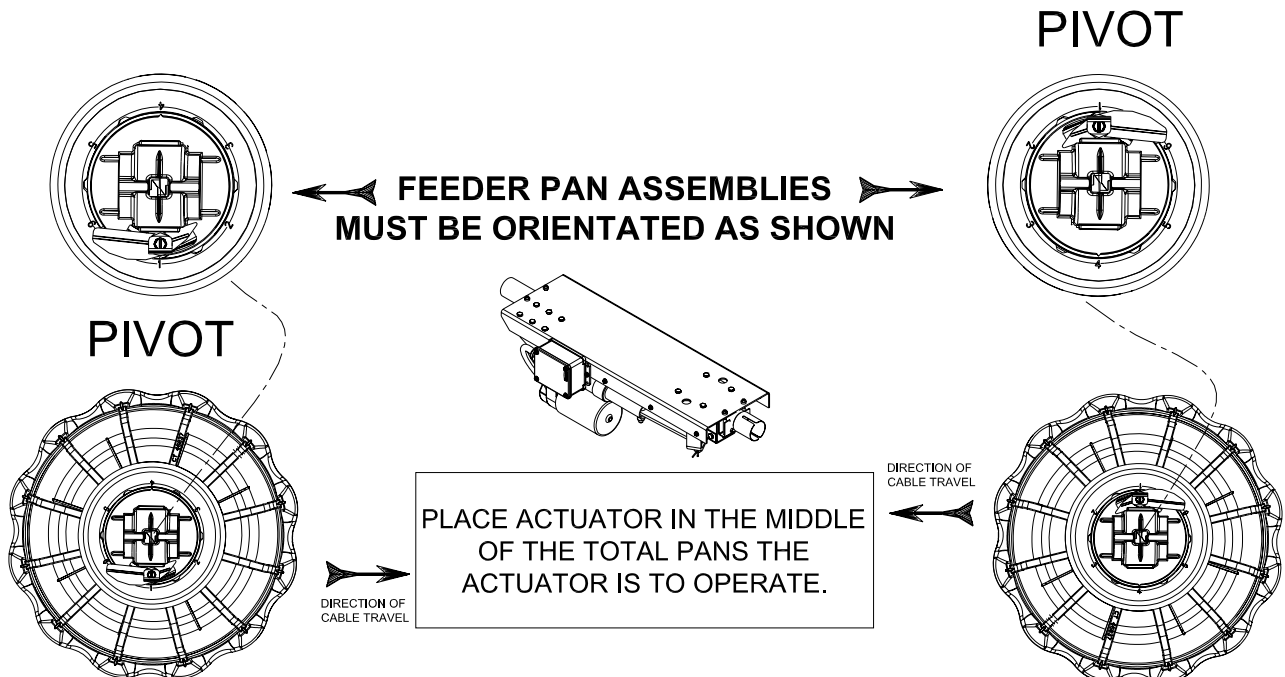 PIVOT
FEEDER PAN ASSEMBLIES
MUST BE ORIENTATED AS SHOWN
PIVOT
DIRECTION OF
CABLE TRAVEL
PLACE ACTUATOR IN THE MIDDLE
OF THE TOTAL PANS THE
ACTUATOR IS TO OPERATE.
DIRECTION OF
CABLE TRAVEL